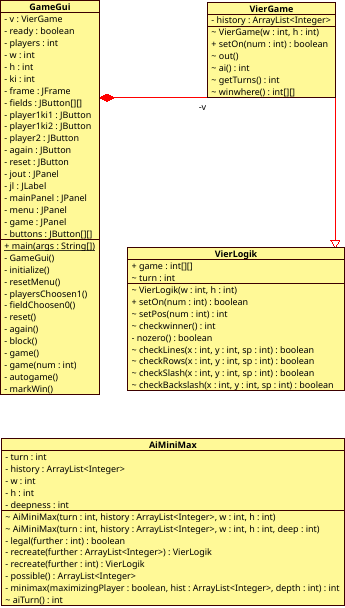 GameGui
- v : VierGame
- ready : boolean
- players : int
- w : int
- h : int
- ki : int
- frame : JFrame
- fields : JButton[][]
- player1ki1 : JButton
- player1ki2 : JButton
- player2 : JButton
- again : JButton
- reset : JButton
- jout : JPanel
- jl : JLabel
- mainPanel : JPanel
- menu : JPanel
- game : JPanel
- buttons : JButton[][]
+ main(args : String[])
- GameGui()
- initialize()
- resetMenu()
- playersChoosen1()
- fieldChoosen0()
- reset()
- again()
- block()
- game()
- game(num : int)
- autogame()
- markWin()
VierGame
- history : ArrayList<Integer>
~ VierGame(w : int, h : int)
+ setOn(num : int) : boolean
~ out()
~ ai() : int
~ getTurns() : int
~ winwhere() : int[][]
-v
VierLogik
+ game : int[][]
~ turn : int
~ VierLogik(w : int, h : int)
+ setOn(num : int) : boolean
~ setPos(num : int) : int
~ checkwinner() : int
- nozero() : boolean
~ checkLines(x : int, y : int, sp : int) : boolean
~ checkRows(x : int, y : int, sp : int) : boolean
~ checkSlash(x : int, y : int, sp : int) : boolean
~ checkBackslash(x : int, y : int, sp : int) : boolean
AiMiniMax
- turn : int
- history : ArrayList<Integer>
- w : int
- h : int
- deepness : int
~ AiMiniMax(turn : int, history : ArrayList<Integer>, w : int, h : int)
~ AiMiniMax(turn : int, history : ArrayList<Integer>, w : int, h : int, deep : int)
- legal(further : int) : boolean
- recreate(further : ArrayList<Integer>) : VierLogik
- recreate(further : int) : VierLogik
- possible() : ArrayList<Integer>
- minimax(maximizingPlayer : boolean, hist : ArrayList<Integer>, depth : int) : int
~ aiTurn() : int